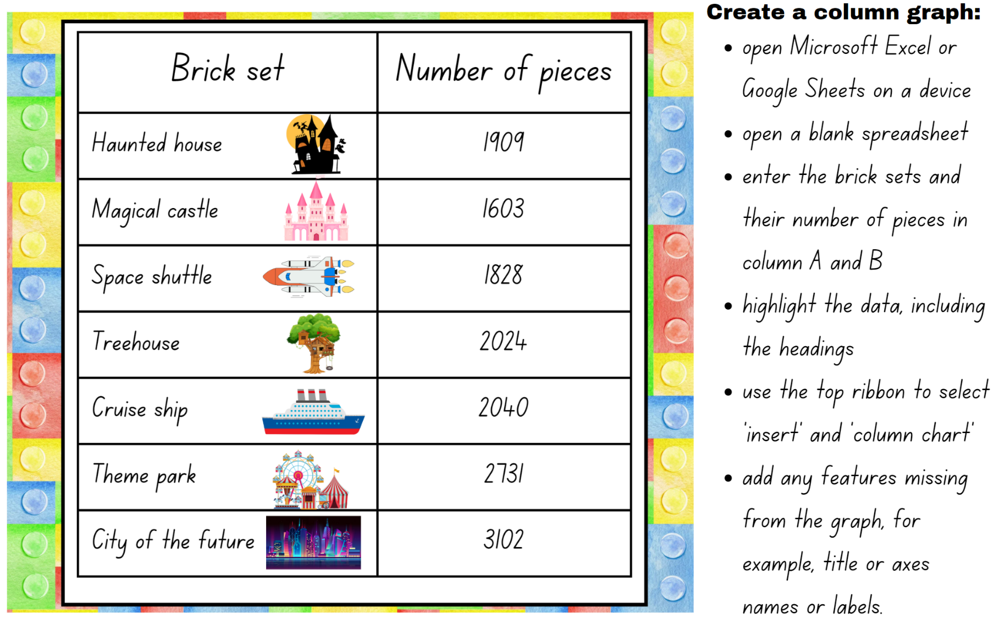 Brick set Number of pieces
Haunted house 1909
Magical castle 1603
Space shuttle 1828
Treehouse 2024
Cruise ship 2040
Theme park 2731
City of the future 3102
Create a column graph:
• open Microsoft Excel or
Google Sheets on a device
• open a blank spreadsheet
• enter the brick sets and
their number of pieces in
column A and B
• highlight the data, including
the headings
• use the top ribbon to select
'insert' and 'column chart'
• add any features missing
from the graph, for
example, title or axes
names or labels.